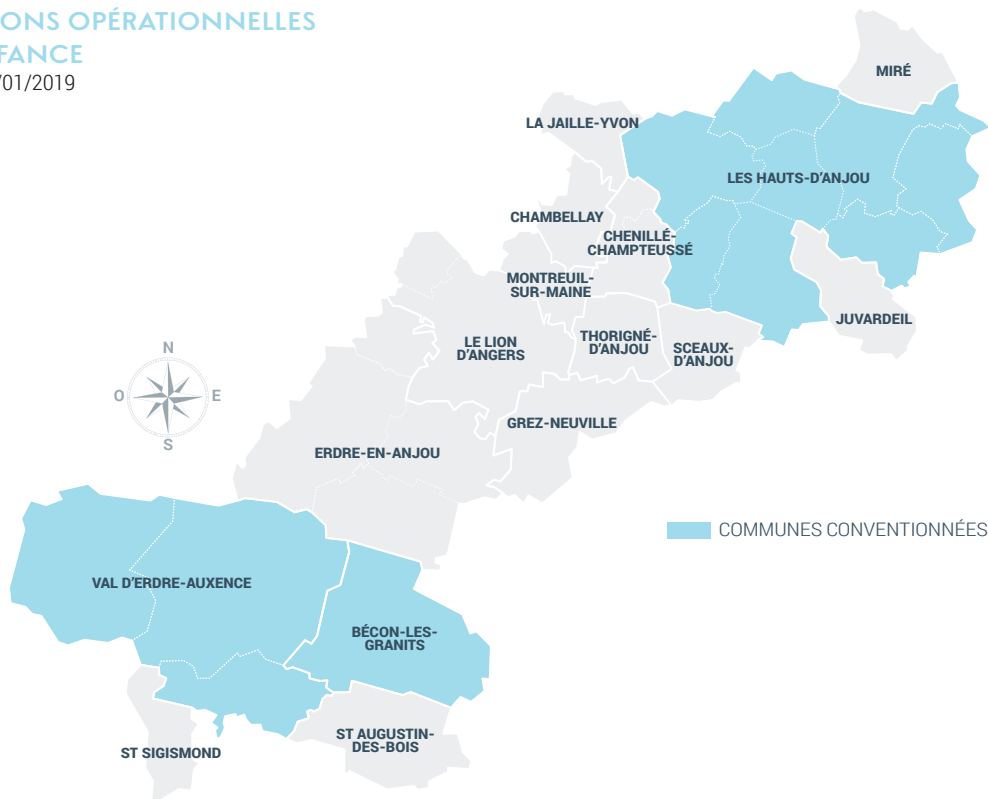 ONS OPÉRATIONNELLES
FANCE
/01/2019
MIRÉ
LA JAILLE-YVON
LES HAUTS-D'ANJOU
CHAMBELLAY
CHENILLÉ-
CHAMPTEUSSÉ
MONTREUIL-
SUR-MAINE
JUVARDEIL
THORIGNÉ-
D'ANJOU
LE LION
D'ANGERS
SCEAUX-
D'ANJOU
N
O
E
S
GREZ-NEUVILLE
ERDRE-EN-ANJOU
COMMUNES CONVENTIONNÉES
VAL D'ERDRE-AUXENCE
BÉCON-LES-
GRANITS
ST AUGUSTIN-
DES-BOIS
ST SIGISMOND